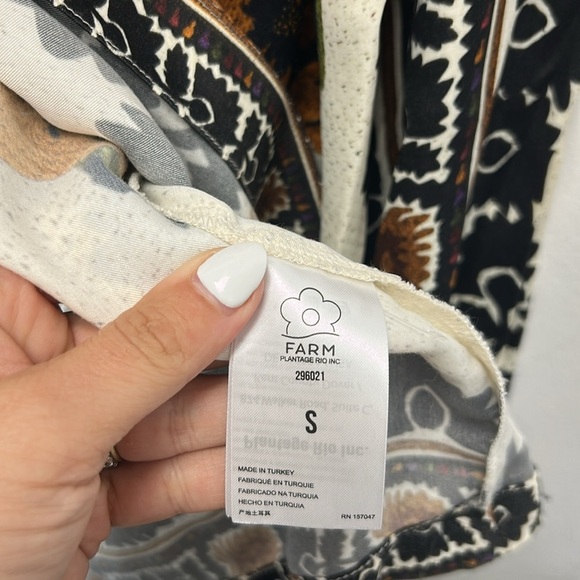 FARM
PLANTAGE RIO INC
296021
S
MADE IN TURKEY
FABRIQUÉ EN TURQUIE
FABRICADO NA TURQUIA
HECHO EN TURQUIA
产地土耳其
RN 157047